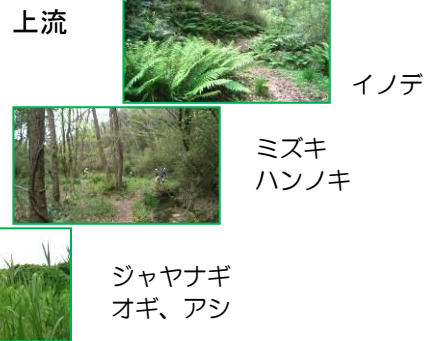 上流
イノデ
ミズキ
ハンノキ
ジャヤナギ
オギ、アシ